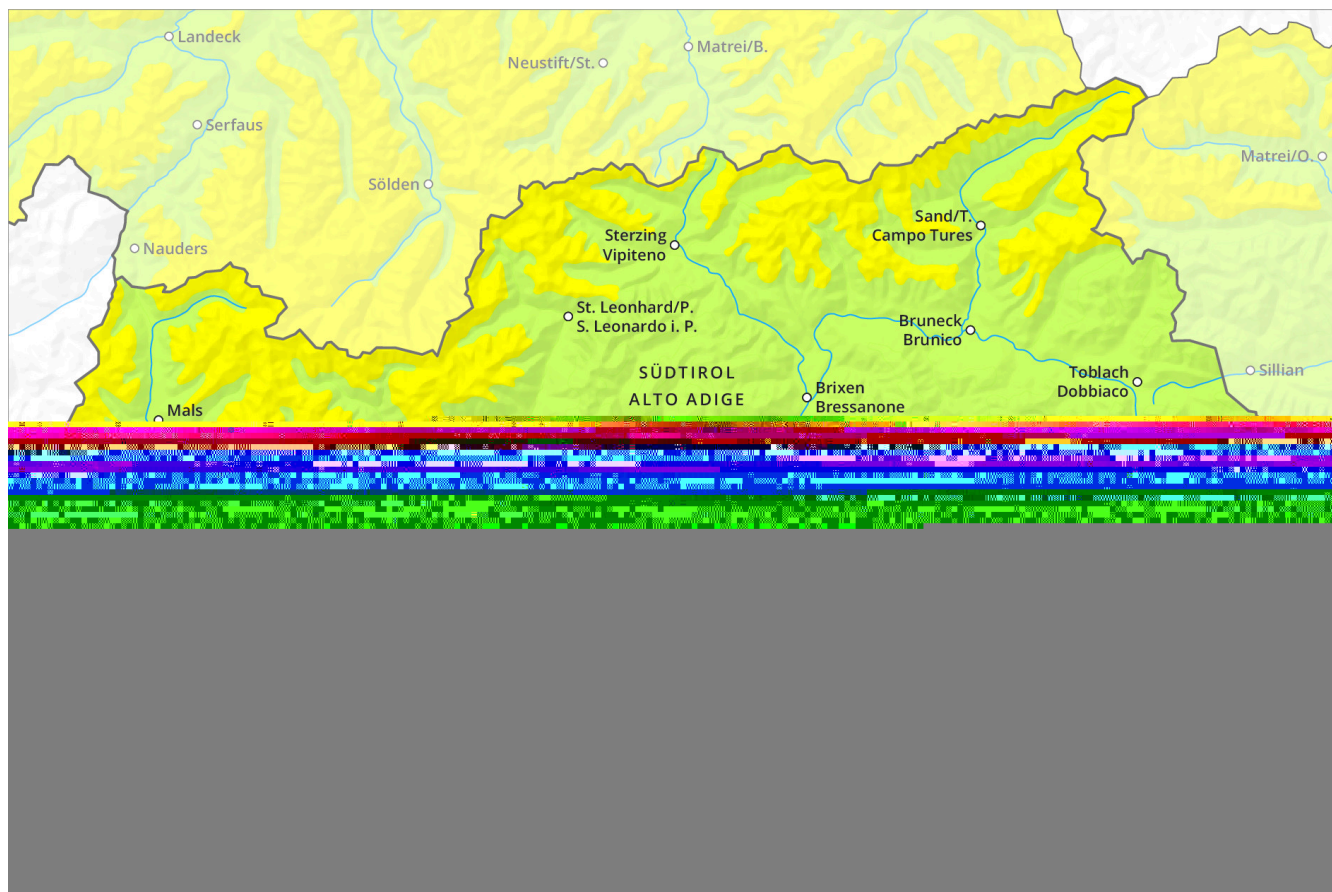 Landeck
Matrei/B.
Neustift/St.
Serfaus
Matrei/O.
Sölden
Sand/T.
Campo Tures
Sterzing
Vipiteno
Nauders
St. Leonhard/P.
S. Leonardo i. P.
Bruneck
Brunico
SÜDTIROL
ALTO ADIGE
Toblach
Dobbiaco
Sillian
Brixen
Bressanone
Mals